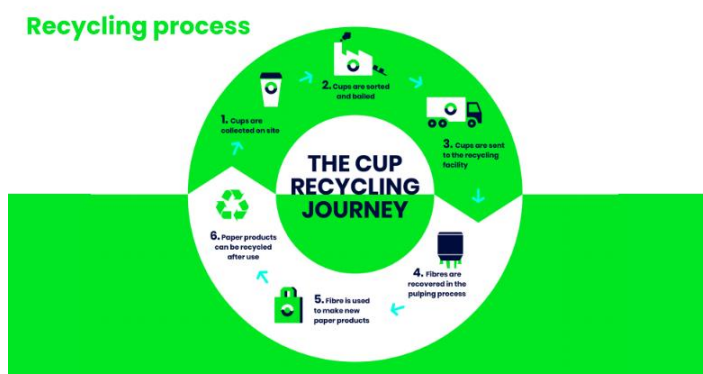 Recycling process
THE CUP
RECYCLING
JOURNEY
1. Cups are
collected on site
2. Cups are sorted
and bailed
3. Cups are sent
to the recycling
facility
4. Fibres are
recovered in the
pulping process
5. Fibre is used
to make new
paper products
6. Paper products
can be recycled
after use